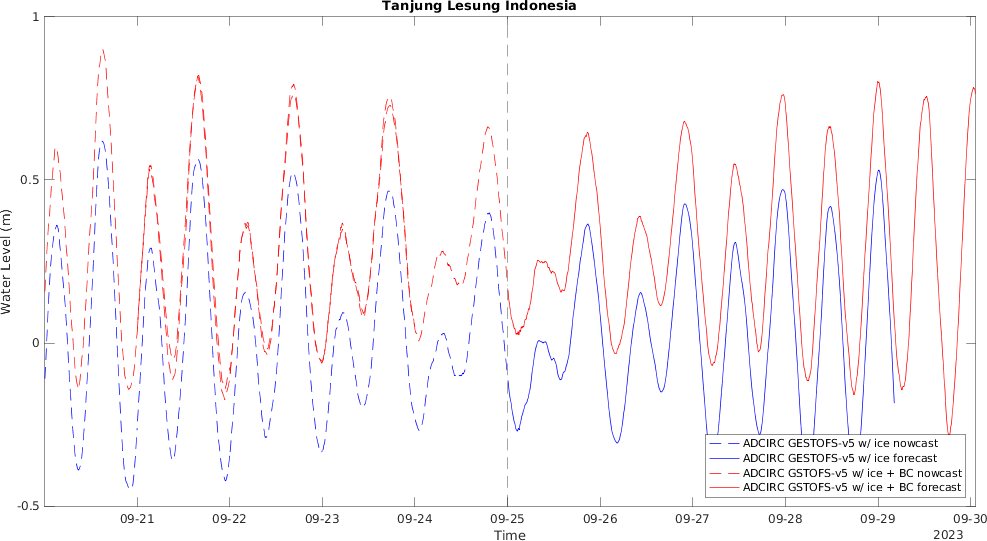 Tanjung Lesung Indonesia
1
0.5
0
-0.5
Water Level (m)
09-21
09-22
09-23
09-24
09-25
09-26
09-27
09-28
09-29
09-30
Time
2023
ADCIRC GESTOFS-v5 w/ ice nowcast
ADCIRC GESTOFS-v5 w/ ice forecast
ADCIRC GSTOFS-v5 w/ ice + BC nowcast
ADCIRC GSTOFS-v5 w/ ice + BC forecast